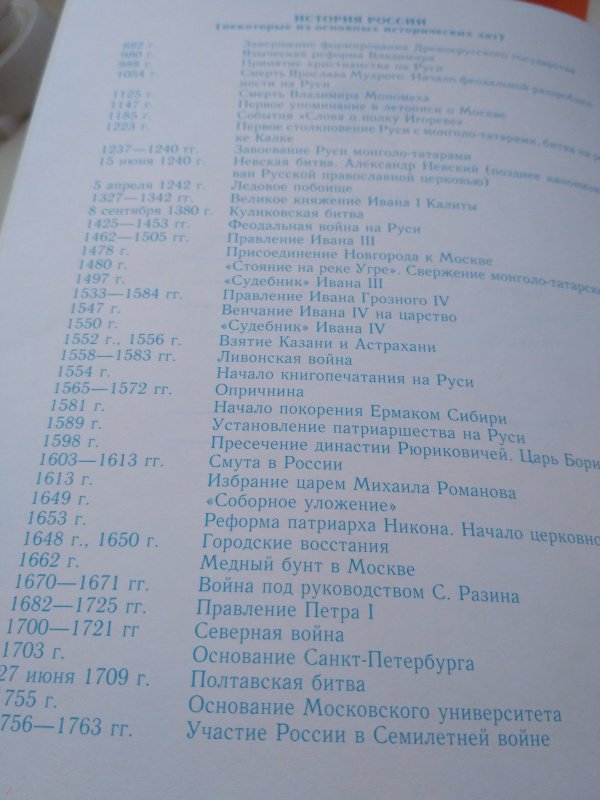 ИСТОРИЯ РОССИИ
(некоторые из основных исторических дат)
882 г. Завершение формирования Древнерусского государства
980 г. Языческая реформа Владимира
988 г. Принятие христианства на Руси
1054 г. Смерть Ярослава Мудрого. Начало феодальной раздроблен-
ности на Руси
1125 г. Смерть Владимира Мономаха
1147 г. Первое упоминание в летописи о Москве
1185 г. События «Слова о полку Игореве»
1223 г. Первое столкновение Руси с монголо-татарами, битва на р
ке Калке
1237—1240 гг. Завоевание Руси монголо-татарами
15 июня 1240 г. Невская битва. Александр Невский (позднее канонизи
ван Русской православной церковью)
5 апреля 1242 г. Ледовое побоище
1327—1342 гг. Великое княжение Ивана I Калиты
8 сентября 1380 г. Куликовская битва
1425—1453 гг. Феодальная война на Руси
1462—1505 гг. Правление Ивана III
1478 г. Присоединение Новгорода к Москве
1480 г. «Стояние на реке Угре». Свержение монголо-татарско
1497 г. «Судебник» Ивана III
1533—1584 гг. Правление Ивана Грозного IV
1547 г. Венчание Ивана IV на царство
1550 г. «Судебник» Ивана IV
1552 г., 1556 г. Взятие Казани и Астрахани
1558—1583 гг. Ливонская война
1554 г. Начало книгопечатания на Руси
1565—1572 гг. Опричнина
1581 г. Начало покорения Ермаком Сибири
1589 г. Установление патриаршества на Руси
1598 г. Пресечение династии Рюриковичей. Царь Бори
1603—1613 гг. Смута в России
1613 г. Избрание царем Михаила Романова
1649 г. «Соборное уложение»
1653 г. Реформа патриарха Никона. Начало церковно
1648 г., 1650 г. Городские восстания
1662 г. Медный бунт в Москве
1670—1671 гг. Война под руководством С. Разина
1682—1725 гг. Правление Петра I
1700—1721 гг Северная война
1703 г. Основание Санкт-Петербурга
27 июня 1709 г. Полтавская битва
755 г. Основание Московского университета
756—1763 гг. Участие России в Семилетней войне